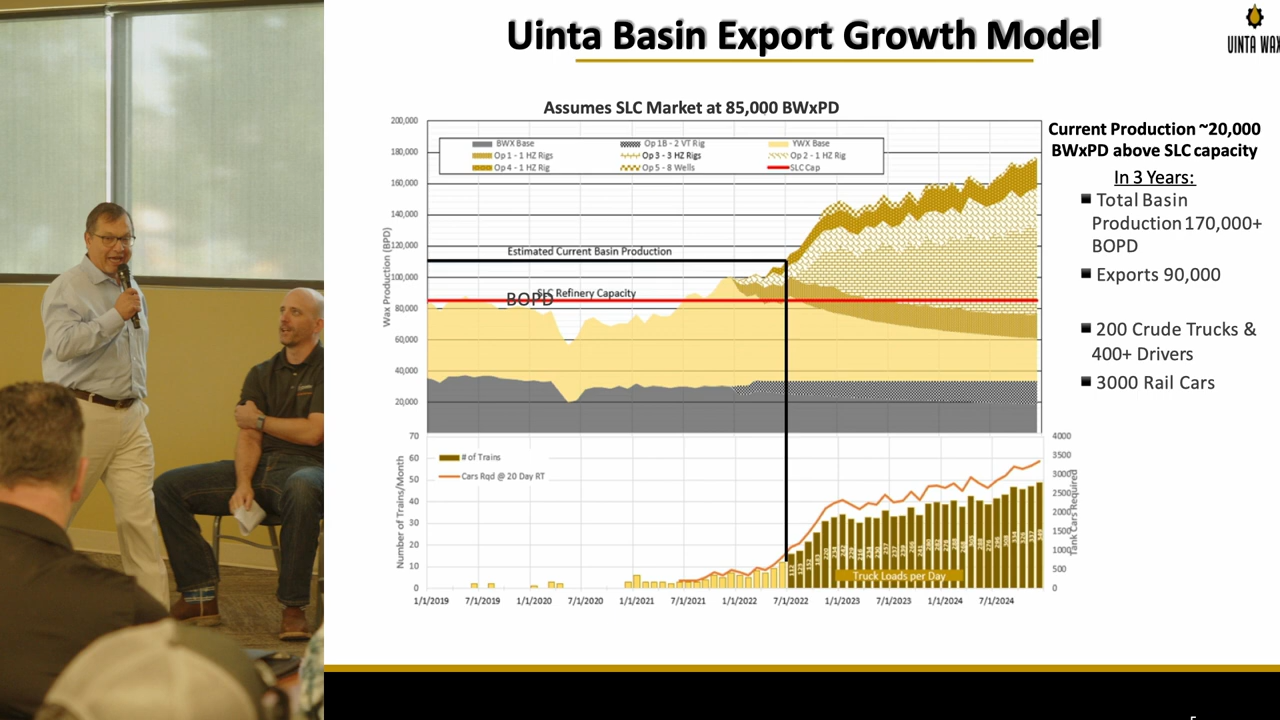 Uinta Basin Export Growth Model
UINTA WAX
Assumes SLC Market at 85,000 BWxPD
200,000
180,000
160,000
140,000
120,000
100,000
80,000
60,000
40,000
20,000
Wax Production (BPD)
BWX Base
Op 1B - 2 VT Rig
YWX Base
Op 1 - 1 HZ Rigs
Op 3 - 3 HZ Rigs
Op 2 - 1 HZ Rig
Op 4 - 1 HZ Rig
Op 5 - 8 Wells
SLC Cap
Estimated Current Basin Production
SLC Refinery Capacity
BOPD
Current Production ~20,000
BWxPD above SLC capacity
In 3 Years:
Total Basin
Production 170,000+
BOPD
Exports 90,000
200 Crude Trucks &
400+ Drivers
3000 Rail Cars
70
60
50
40
30
20
10
0
Number of Trains/Month
# of Trains
Cars Rqd @ 20 Day RT
4000
3500
3000
2500
2000
1500
1000
500
0
Tank Cars Required
Truck Loads per Day
1/1/2019
7/1/2019
1/1/2020
7/1/2020
1/1/2021
7/1/2021
1/1/2022
7/1/2022
1/1/2023
7/1/2023
1/1/2024
7/1/2024